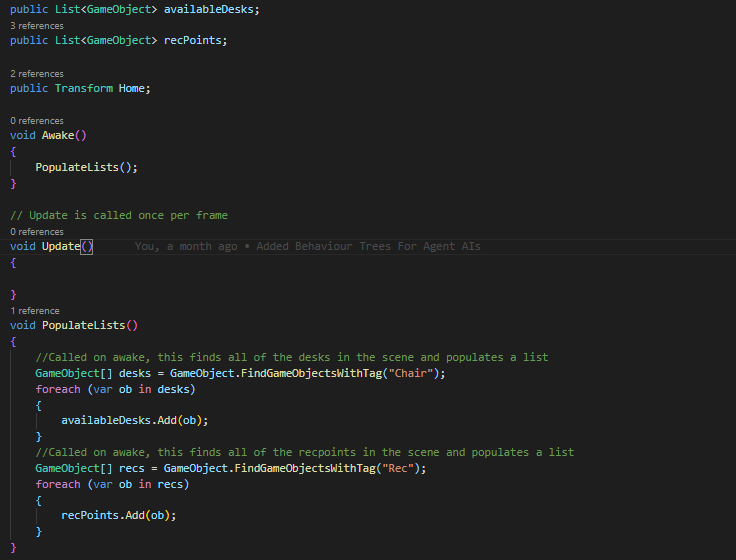 public List<GameObject> availableDesks;
3 references
public List<GameObject> recPoints;
2 references
public Transform Home;
0 references
void Awake()
{
    PopulateLists();
}
// Update is called once per frame
0 references
void Update()    You, a month ago • Added Behaviour Trees For Agent AIs
{
}
1 reference
void PopulateLists()
{
    //Called on awake, this finds all of the desks in the scene and populates a list
    GameObject[] desks = GameObject.FindGameObjectsWithTag("Chair");
    foreach (var ob in desks)
    {
        availableDesks.Add(ob);
    }
    //Called on awake, this finds all of the recpoints in the scene and populates a list
    GameObject[] recs = GameObject.FindGameObjectsWithTag("Rec");
    foreach (var ob in recs)
    {
        recPoints.Add(ob);
    }
}